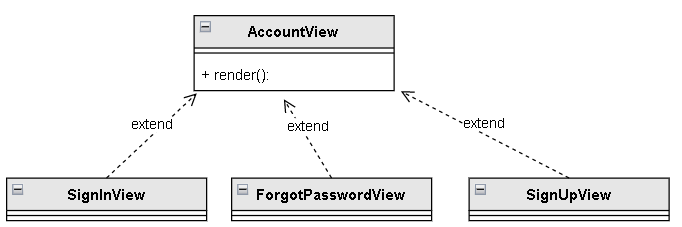 AccountView
+ render():
extend
extend
extend
SignInView
ForgotPasswordView
SignUpView